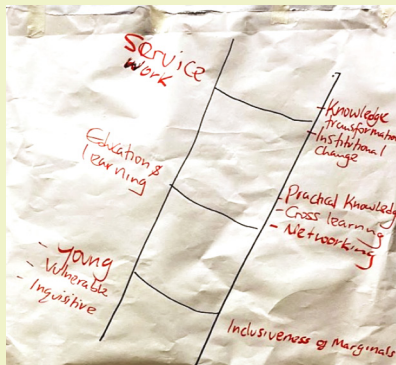 Service
Work
- Knowledge
transformation
- Institutional
change
Education &
learning
- Practical Knowledge
- Cross learning
- Networking
- Young
- Vulnerable
- Inquisitive
Inclusiveness of Marginals